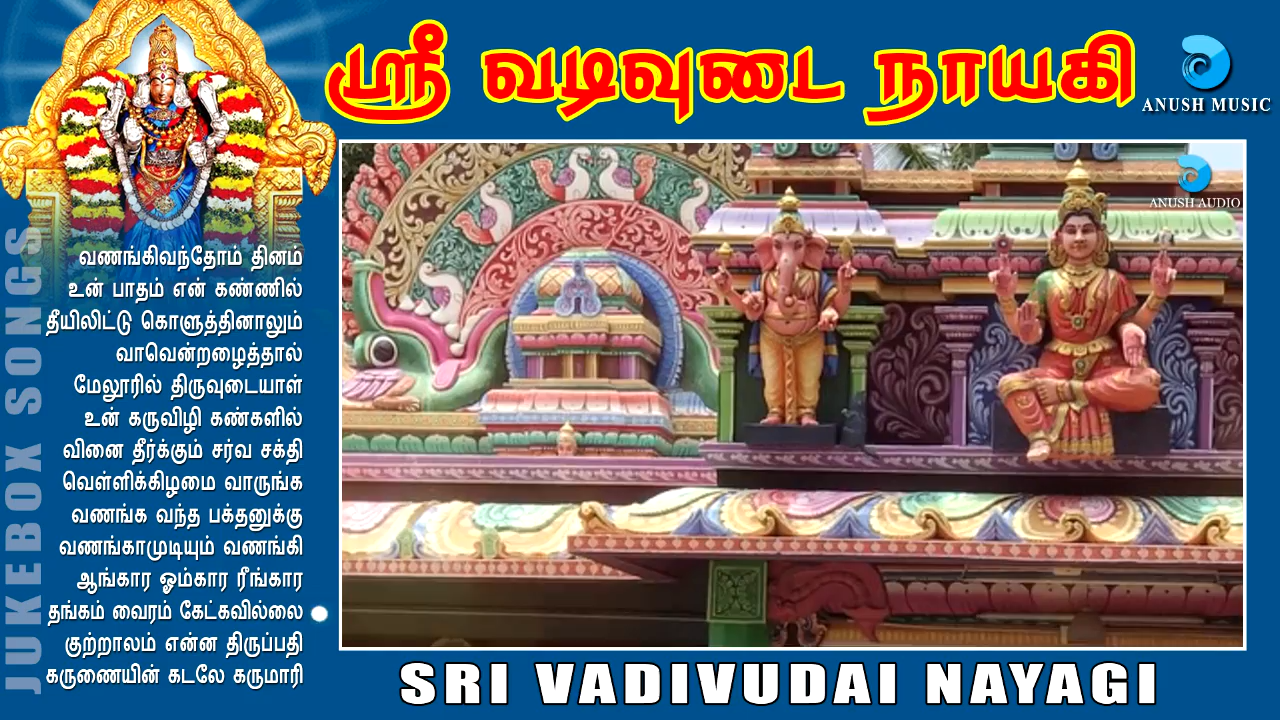 ஸ்ரீ வடிவுடை நாயகி
ANUSH MUSIC
ANUSH AUDIO
JUKEBOX SONGS
வணங்கிவந்தோம் தினம்
உன் பாதம் என் கண்ணில்
தீயிலிட்டு கொளுத்தினாலும்
வாவென்றழைத்தால்
மேலூரில் திருவுடையாள்
உன் கருவிழி கண்களில்
வினை தீர்க்கும் சர்வ சக்தி
வெள்ளிக்கிழமை வாருங்க
வணங்க வந்த பக்தனுக்கு
வணங்காமுடியும் வணங்கி
ஆங்கார ஓம்கார ரீங்கார
தங்கம் வைரம் கேட்கவில்லை
குற்றாலம் என்ன திருப்பதி
கருணையின் கடலே கருமாரி
SRI VADIVUDAI NAYAGI